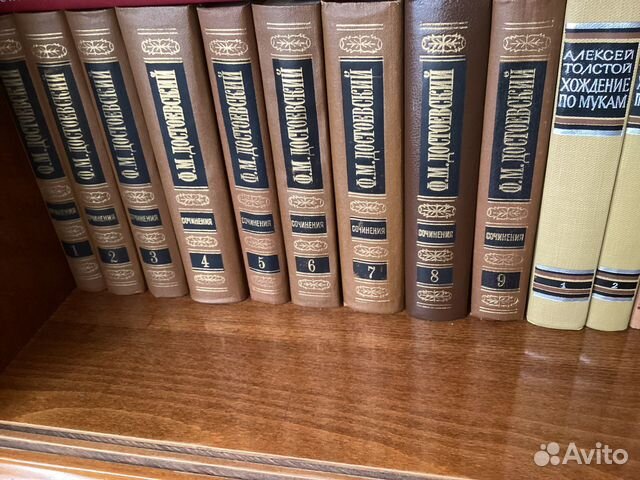 Ф.М. ДОСТОЕВСКИЙ
СОЧИНЕНИЯ
1
Ф.М. ДОСТОЕВСКИЙ
СОЧИНЕНИЯ
2
Ф.М. ДОСТОЕВСКИЙ
СОЧИНЕНИЯ
3
Ф.М. ДОСТОЕВСКИЙ
СОЧИНЕНИЯ
4
Ф.М. ДОСТОЕВСКИЙ
СОЧИНЕНИЯ
5
Ф.М. ДОСТОЕВСКИЙ
СОЧИНЕНИЯ
6
Ф.М. ДОСТОЕВСКИЙ
СОЧИНЕНИЯ
7
Ф.М. ДОСТОЕВСКИЙ
СОЧИНЕНИЯ
8
Ф.М. ДОСТОЕВСКИЙ
СОЧИНЕНИЯ
9
АЛЕКСЕЙ
ТОЛСТОЙ
ХОЖДЕНИЕ
ПО МУКАМ
1
2
Avito